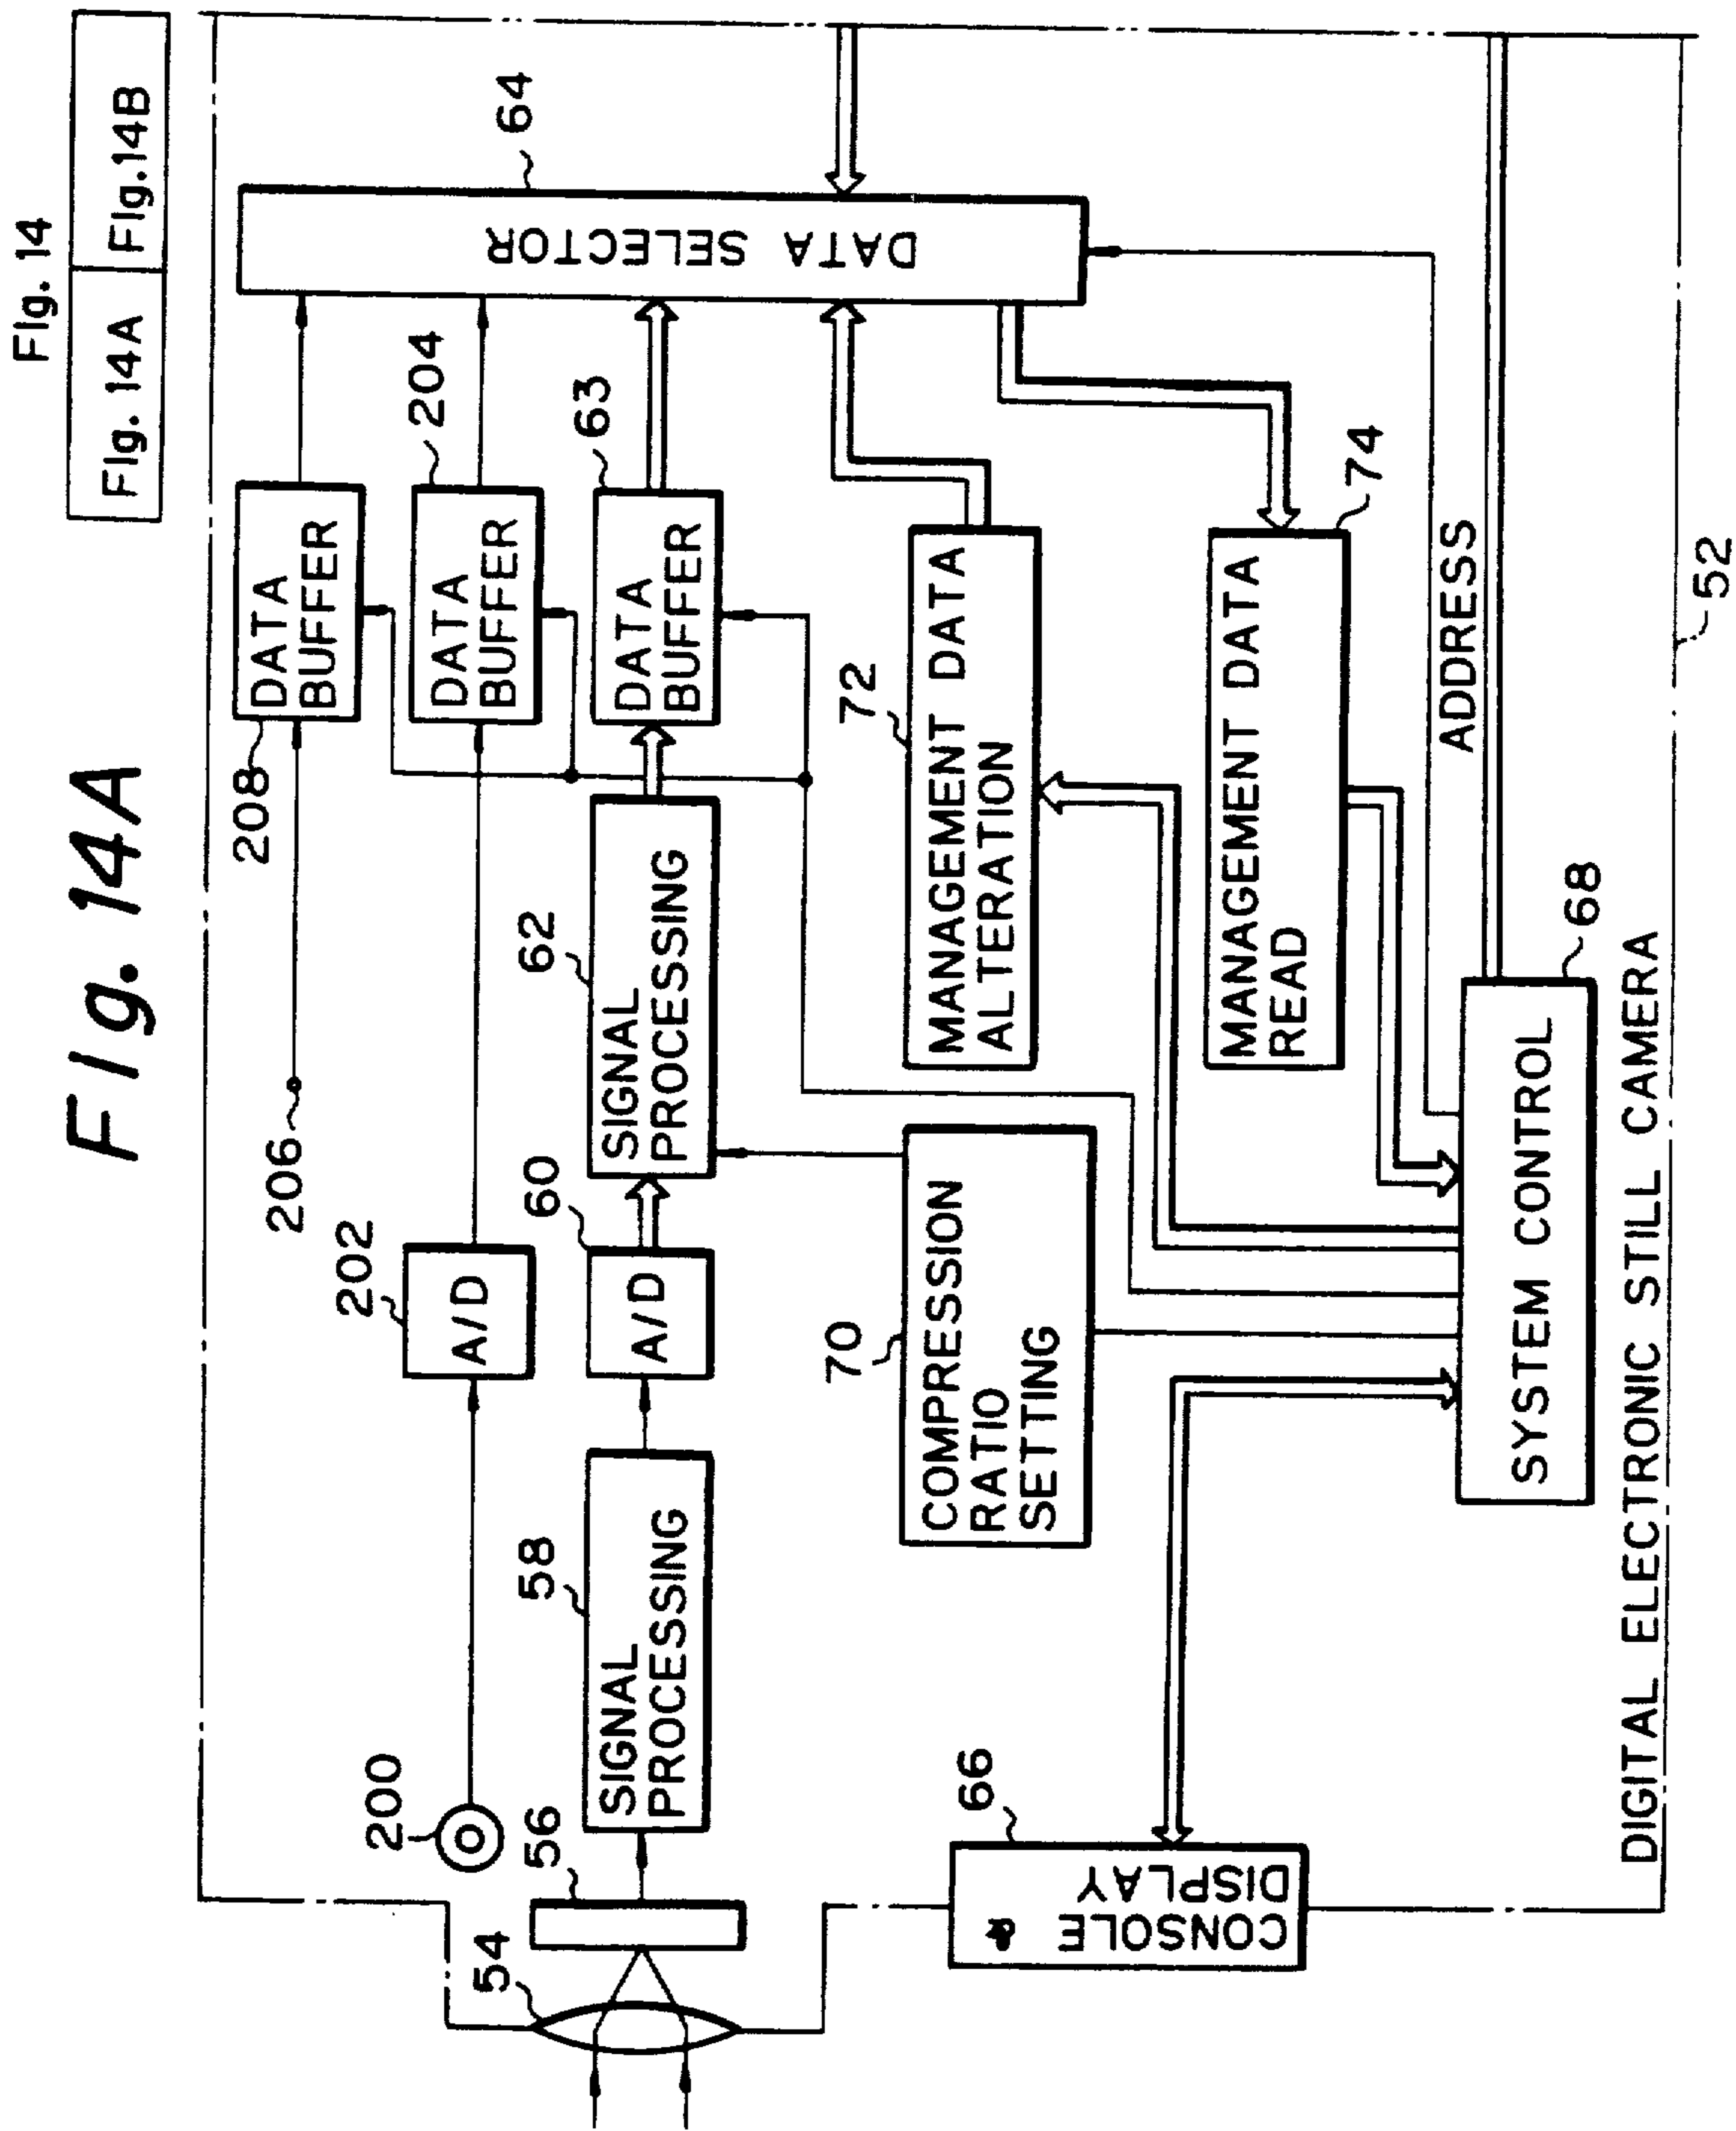 Fig. 14A
Fig. 14
Fig. 14A
Fig. 14B
208
DATA
BUFFER
206
204
DATA
BUFFER
202
A/D
200
63
DATA
BUFFER
62
SIGNAL
PROCESSING
60
A/D
58
SIGNAL
PROCESSING
56
54
64
DATA SELECTOR
72
MANAGEMENT DATA
ALTERATION
74
MANAGEMENT DATA
READ
70
COMPRESSION
RATIO
SETTING
66
CONSOLE &
DISPLAY
ADDRESS
68
SYSTEM CONTROL
52
DIGITAL ELECTRONIC STILL CAMERA